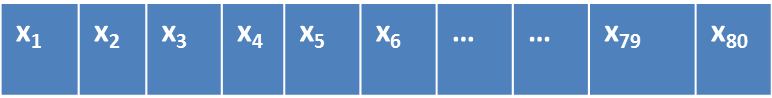 x₁ x₂ x₃ x₄ x₅ x₆ ... ... x₇₉ x₈₀